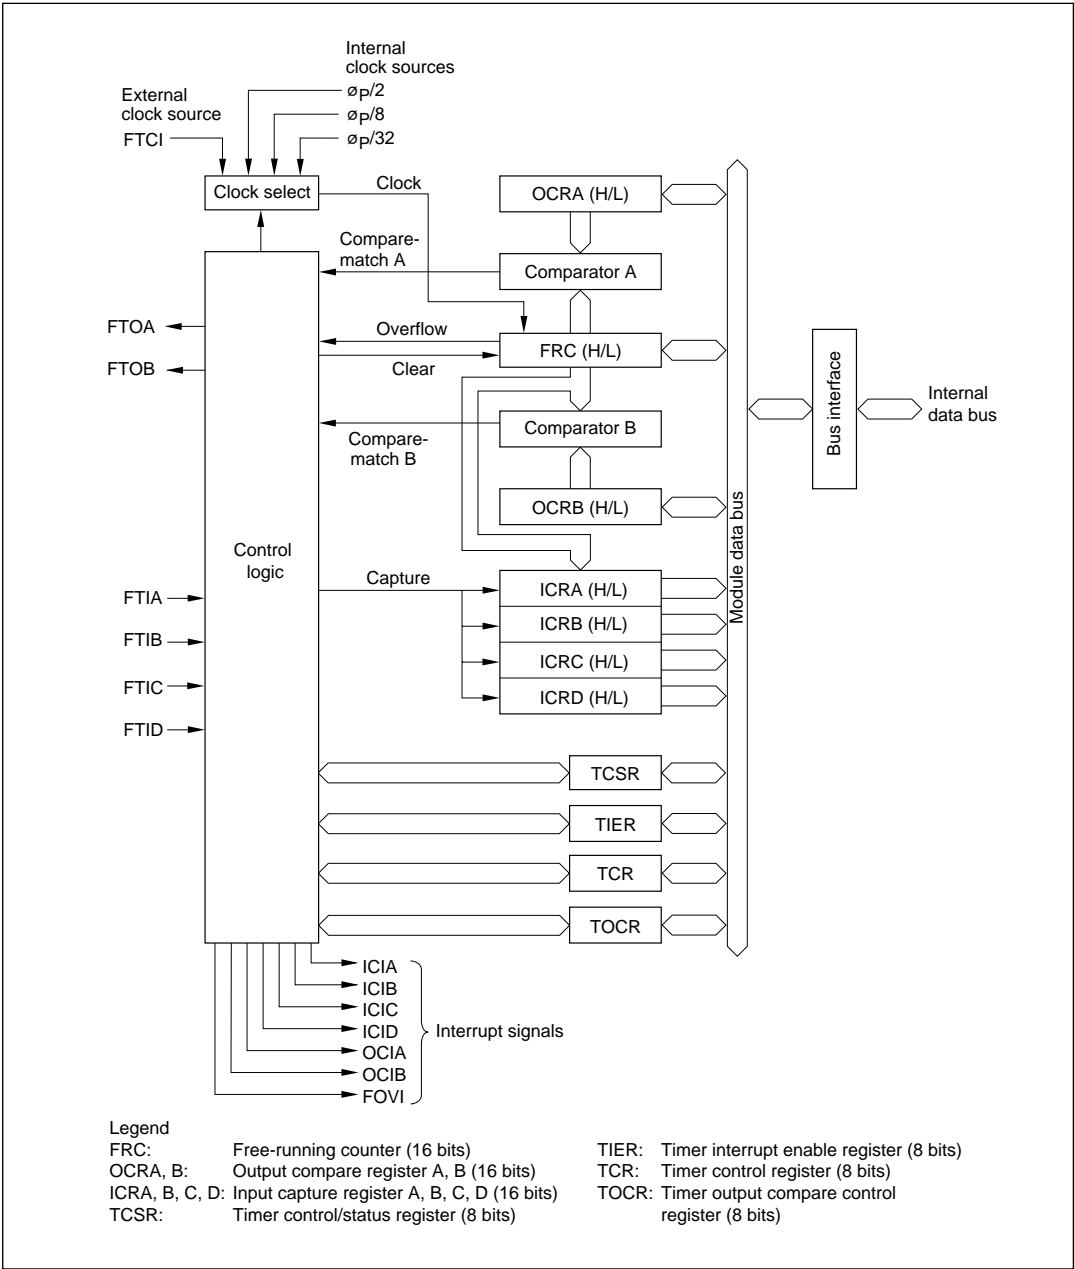 Internal
clock sources
øP/2
External
clock source
øP/8
FTCI
øP/32
Clock select
Clock
OCRA (H/L)
Compare-
match A
Comparator A
FTOA
Overflow
FRC (H/L)
FTOB
Clear
Bus interface
Internal
data bus
Compare-
match B
Comparator B
OCRB (H/L)
Module data bus
Control
logic
Capture
FTIA
ICRA (H/L)
FTIB
ICRB (H/L)
FTIC
ICRC (H/L)
FTID
ICRD (H/L)
TCSR
TIER
TCR
TOCR
ICIA
ICIB
ICIC
ICID
Interrupt signals
OCIA
OCIB
FOVI
Legend
FRC: Free-running counter (16 bits)
OCRA, B: Output compare register A, B (16 bits)
ICRA, B, C, D: Input capture register A, B, C, D (16 bits)
TCSR: Timer control/status register (8 bits)
TIER: Timer interrupt enable register (8 bits)
TCR: Timer control register (8 bits)
TOCR: Timer output compare control
register (8 bits)